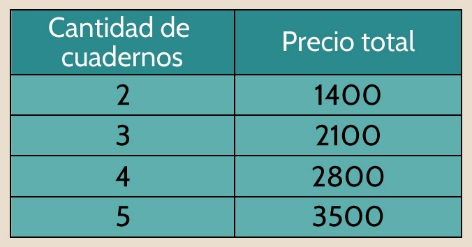 Cantidad de
cuadernos
Precio total
2 1400
3 2100
4 2800
5 3500